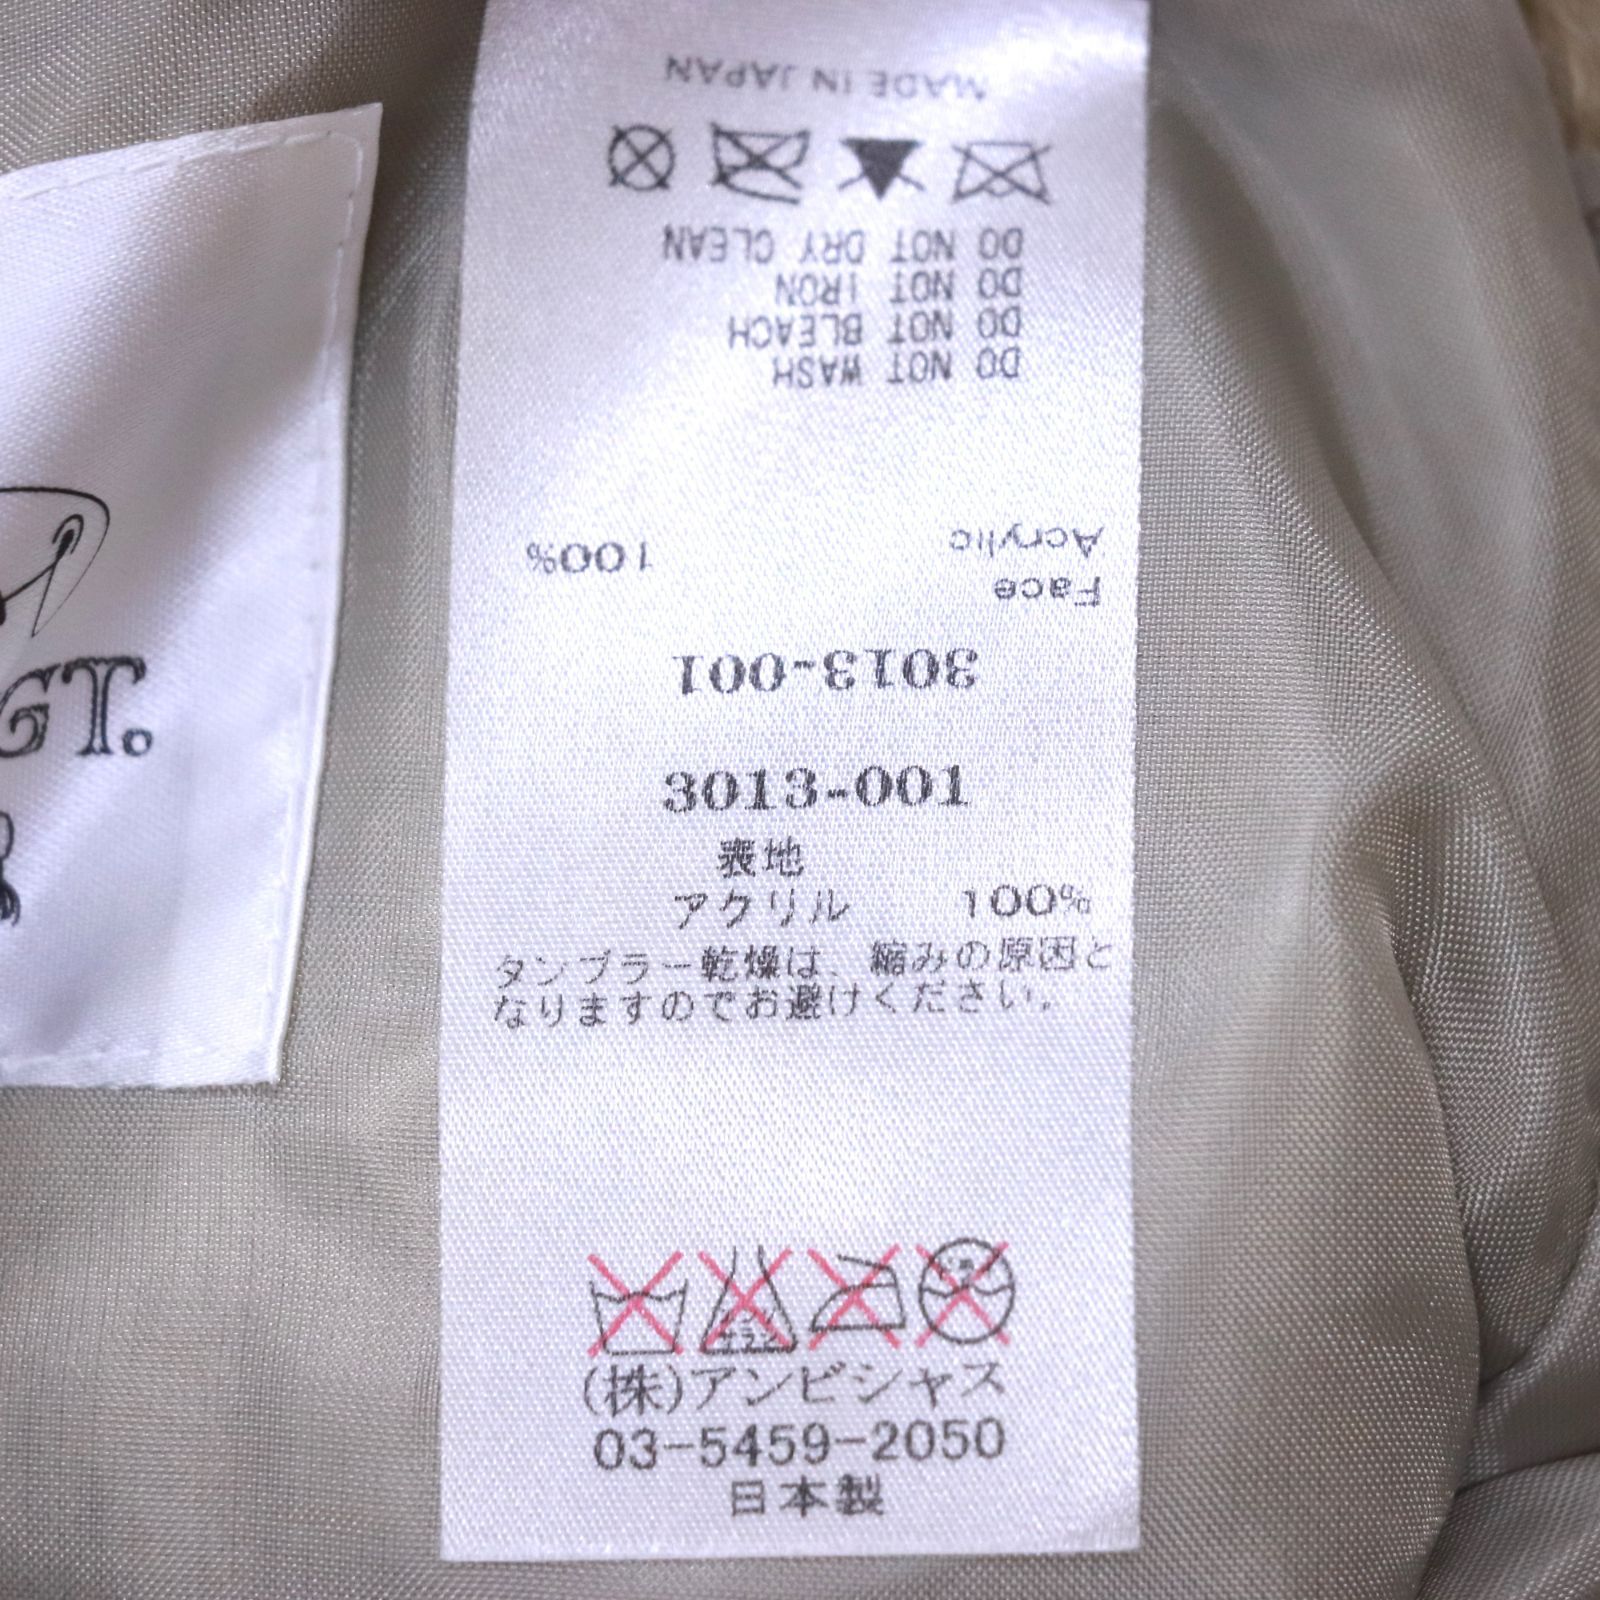 MADE IN JAPAN
DO NOT DRY CLEAN
DO NOT IRON
DO NOT BLEACH
DO NOT WASH
Acrylic 100%
Face
3013-001
3013-001
表地
アクリル 100%
タンブラー乾燥は、縮みの原因と
なりますのでお避けください。
(株)アンビシャス
03-5459-2050
日本製
GT.